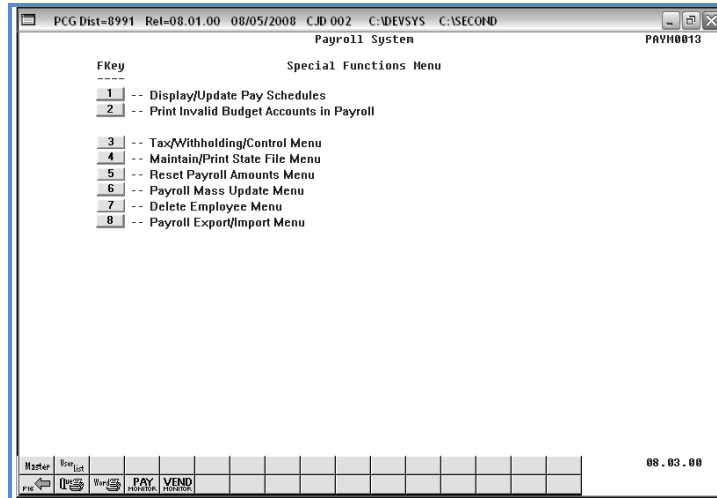 PCG Dist=8991 Rel=08.01.00 08/05/2008 CJD 002 C:\DEVSYS C:\SECOND
Payroll System PAYM0013
FKey Special Functions Menu
----
1 -- Display/Update Pay Schedules
2 -- Print Invalid Budget Accounts in Payroll
3 -- Tax/Withholding/Control Menu
4 -- Maintain/Print State File Menu
5 -- Reset Payroll Amounts Menu
6 -- Payroll Mass Update Menu
7 -- Delete Employee Menu
8 -- Payroll Export/Import Menu
Master User List 08.03.00
F16 Que Word PAY MONITOR VEND MONITOR